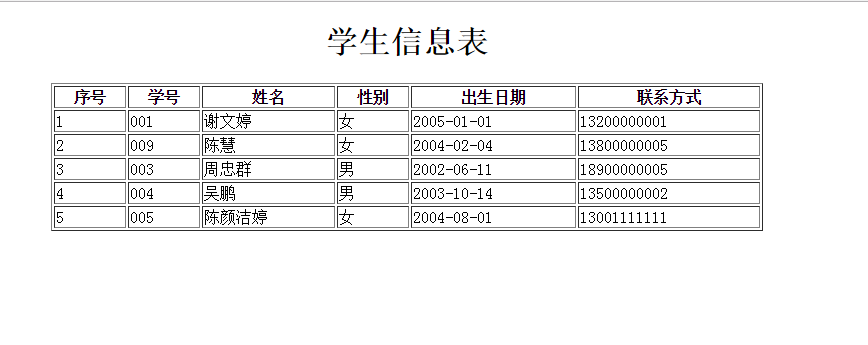 学生信息表
序号 学号 姓名 性别 出生日期 联系方式
1 001 谢文婷 女 2005-01-01 13200000001
2 009 陈慧 女 2004-02-04 13800000005
3 003 周忠群 男 2002-06-11 18900000005
4 004 吴鹏 男 2003-10-14 13500000002
5 005 陈颜洁婷 女 2004-08-01 13001111111